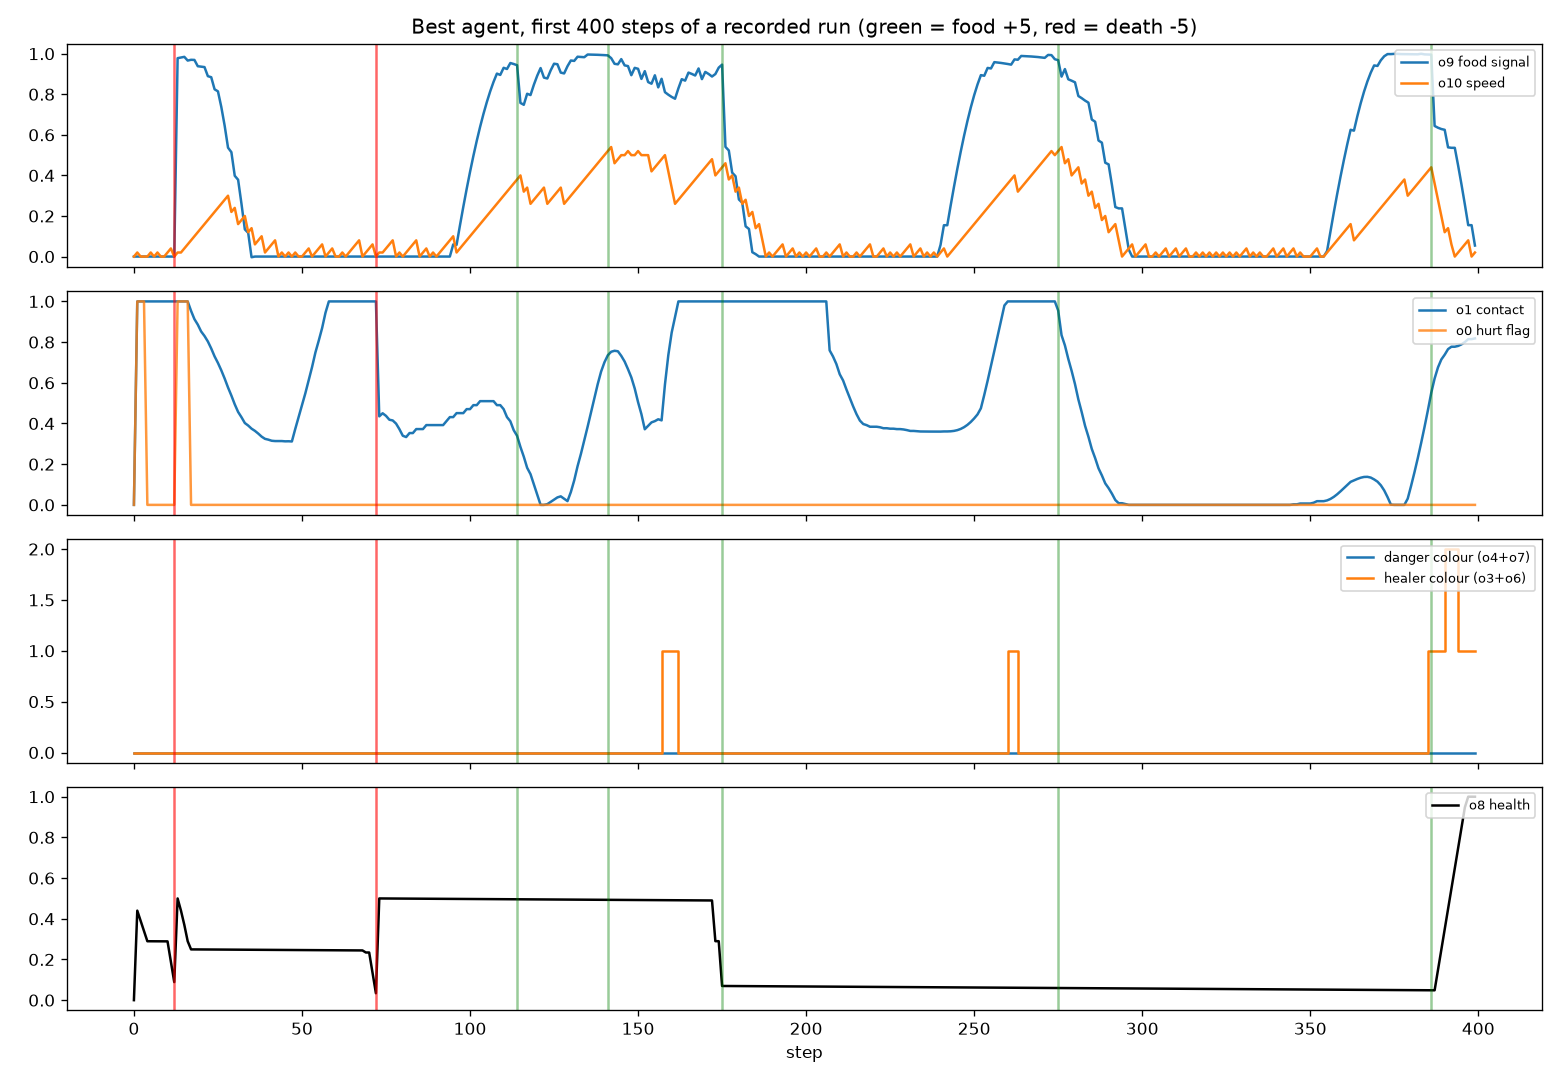 Best agent, first 400 steps of a recorded run (green = food +5, red = death -5)
1.0
0.8
0.6
0.4
0.2
0.0
o9 food signal
o10 speed
1.0
0.8
0.6
0.4
0.2
0.0
o1 contact
o0 hurt flag
2.0
1.5
1.0
0.5
0.0
danger colour (o4+o7)
healer colour (o3+o6)
1.0
0.8
0.6
0.4
0.2
0.0
o8 health
0 50 100 150 200 250 300 350 400
step